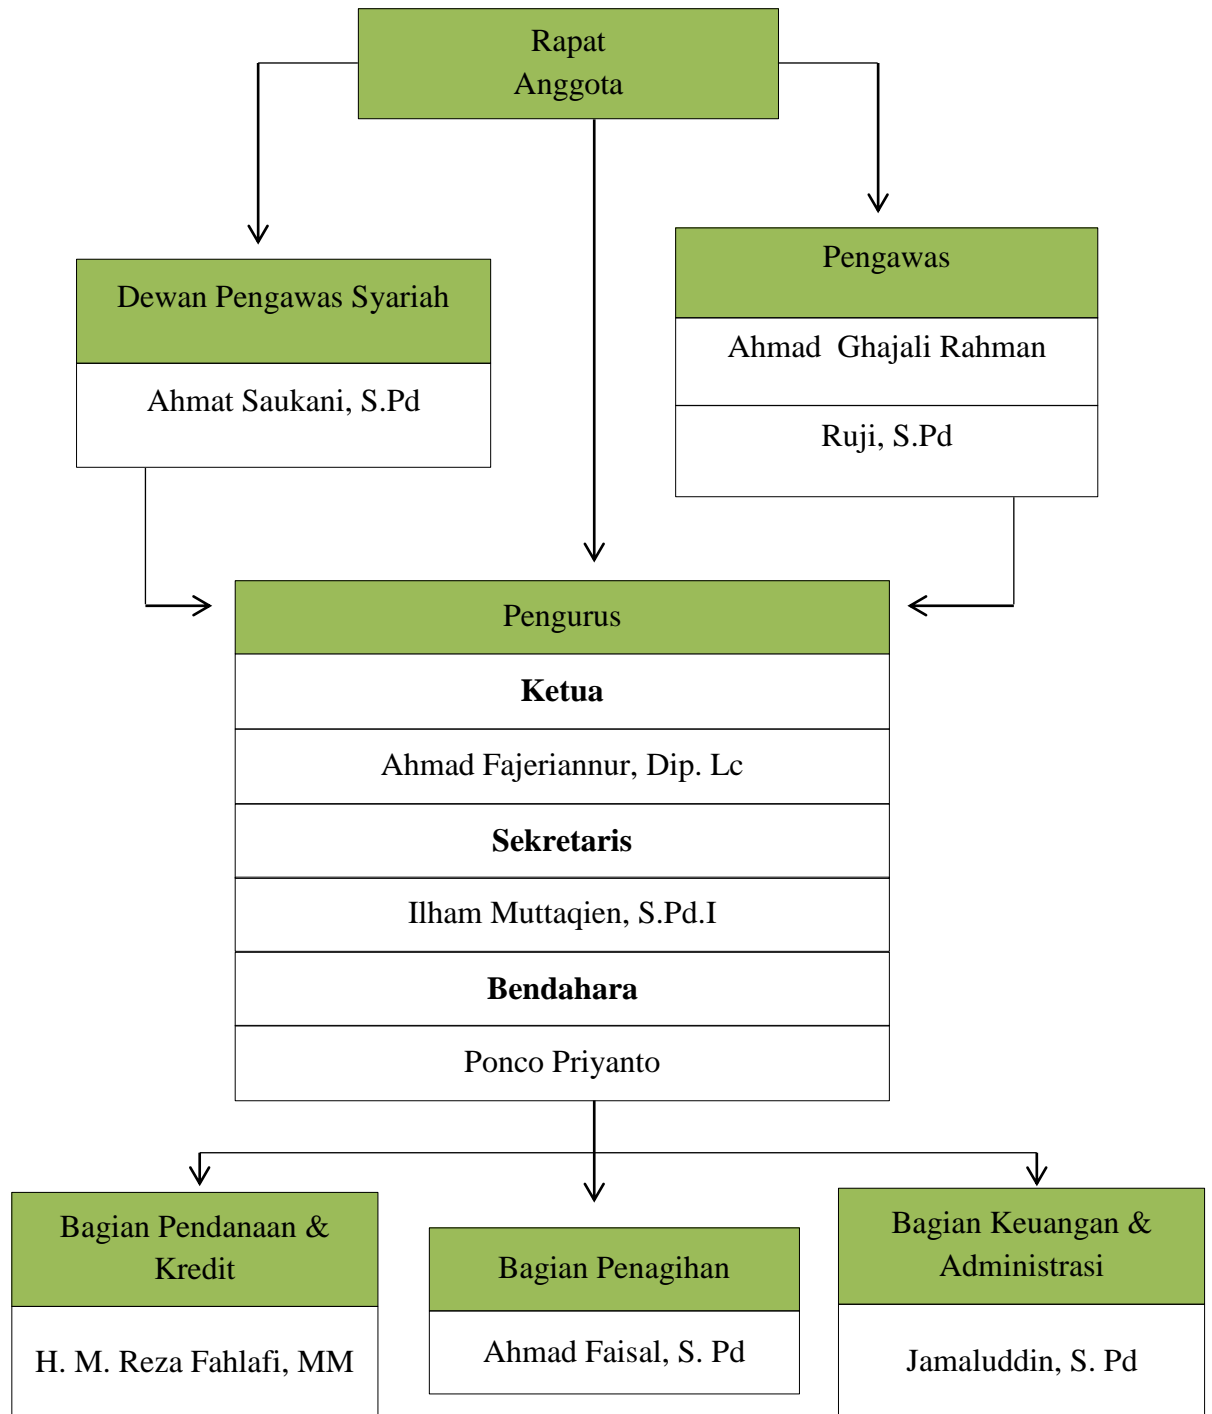 Rapat
Anggota
Dewan Pengawas Syariah
Ahmat Saukani, S.Pd
Pengawas
Ahmad  Ghajali Rahman
Ruji, S.Pd
Pengurus
Ketua
Ahmad Fajeriannur, Dip. Lc
Sekretaris
Ilham Muttaqien, S.Pd.I
Bendahara
Ponco Priyanto
Bagian Pendanaan &
Kredit
H. M. Reza Fahlafi, MM
Bagian Penagihan
Ahmad Faisal, S. Pd
Bagian Keuangan &
Administrasi
Jamaluddin, S. Pd